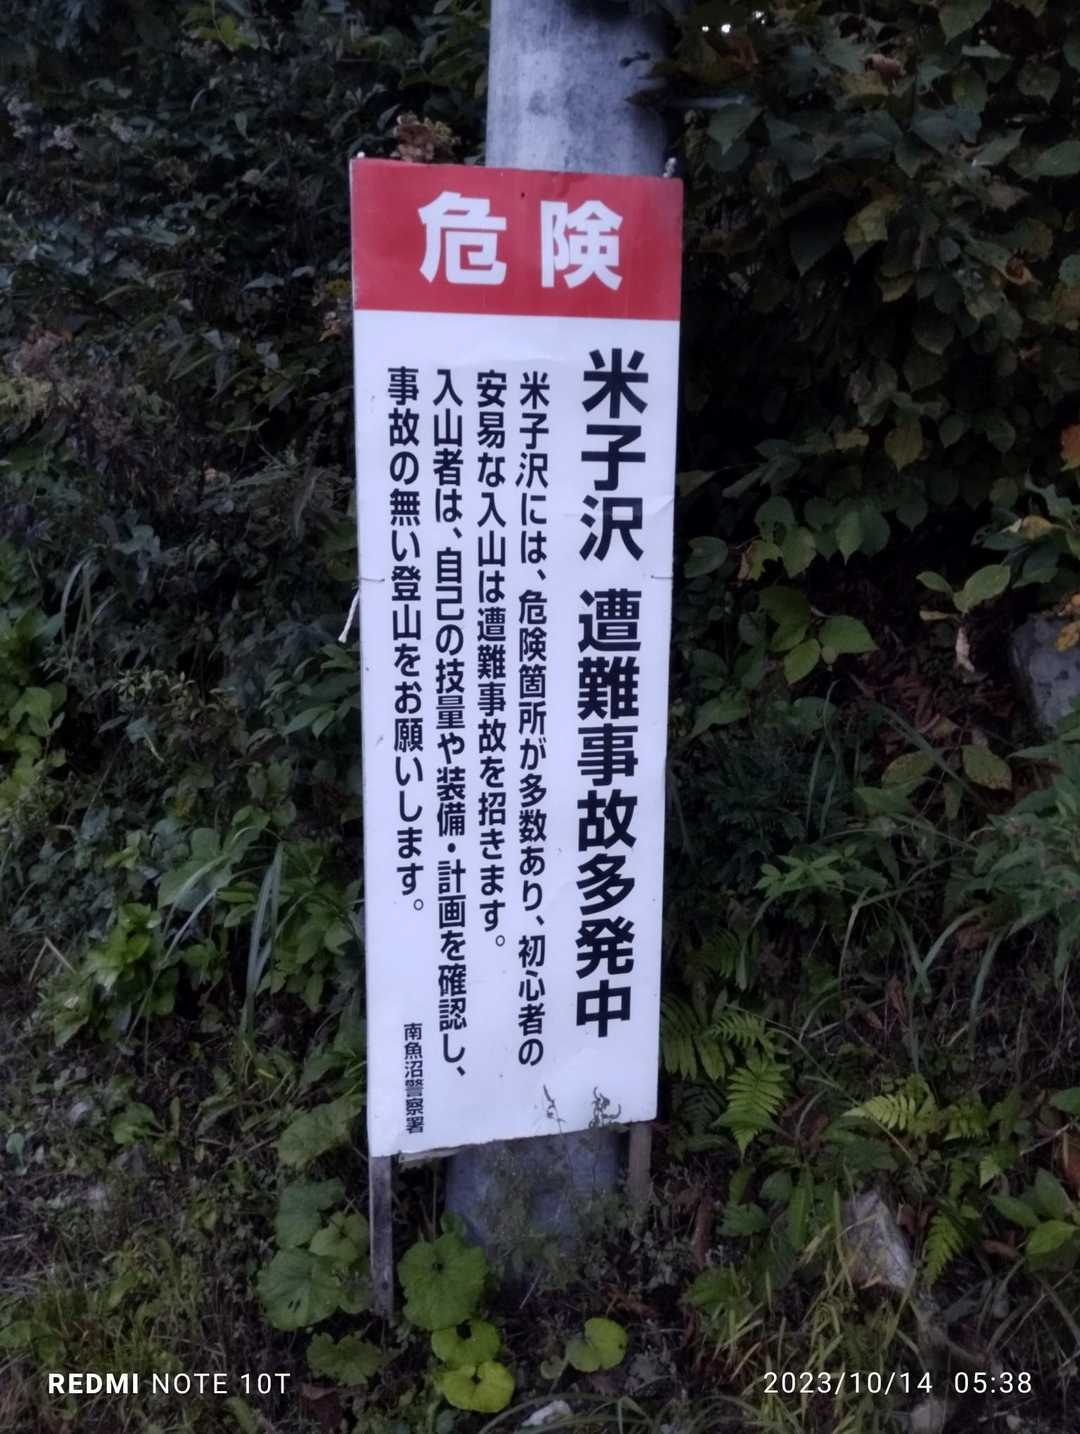 危険
米子沢 遭難事故多発中
米子沢には、危険箇所が多数あり、初心者の
安易な入山は遭難事故を招きます。
入山者は、自己の技量や装備・計画を確認し、
事故の無い登山をお願いします。
南魚沼警察署
REDMI NOTE 10T
2023/10/14 05:38